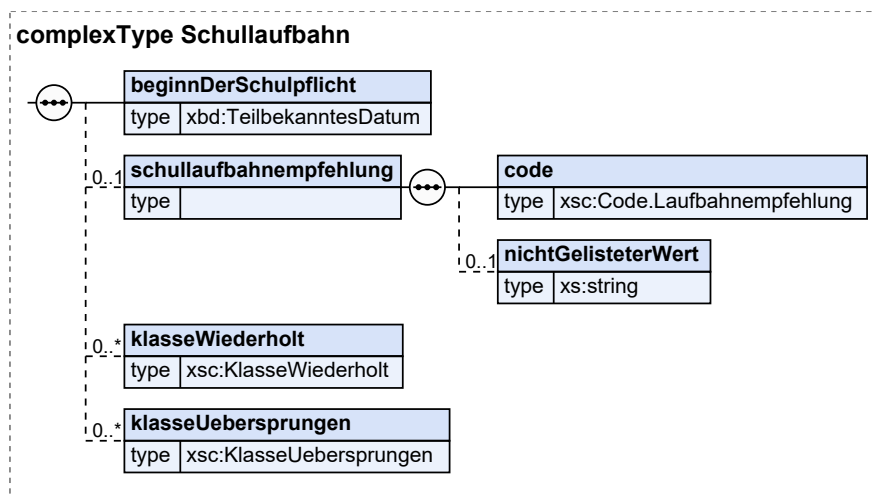 complexType Schullaufbahn
beginnDerSchulpflicht
type xbd:TeilbekanntesDatum
0..1
schullaufbahnempfehlung
type
code
type xsc:Code.Laufbahnempfehlung
0..1
nichtGelisteterWert
type xs:string
0..*
klasseWiederholt
type xsc:KlasseWiederholt
0..*
klasseUebersprungen
type xsc:KlasseUebersprungen